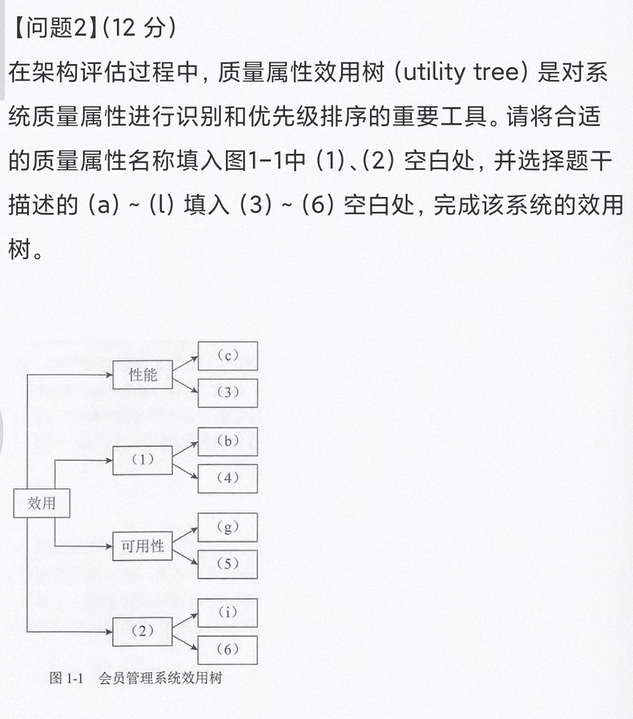 【问题2】(12 分)
在架构评估过程中，质量属性效用树 (utility tree) 是对系
统质量属性进行识别和优先级排序的重要工具。请将合适
的质量属性名称填入图1-1中 (1)、(2) 空白处，并选择题干
描述的 (a) ~ (l) 填入 (3) ~ (6) 空白处，完成该系统的效用
树。
(c)
性能
(3)
(b)
(1)
(4)
效用
(g)
可用性
(5)
(i)
(2)
(6)
图 1-1 会员管理系统效用树